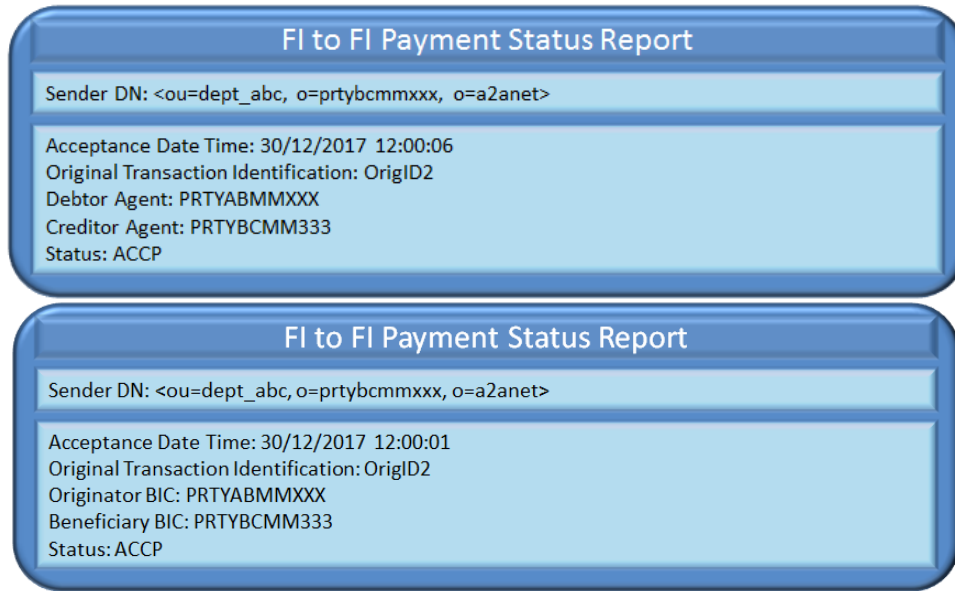 FI to FI Payment Status Report
Sender DN: <ou=dept_abc, o=prtybcmmxxx, o=a2anet>
Acceptance Date Time: 30/12/2017 12:00:06
Original Transaction Identification: OrigID2
Debtor Agent: PRTYABMMXXX
Creditor Agent: PRTYBCMM333
Status: ACCP
FI to FI Payment Status Report
Sender DN: <ou=dept_abc, o=prtybcmmxxx, o=a2anet>
Acceptance Date Time: 30/12/2017 12:00:01
Original Transaction Identification: OrigID2
Originator BIC: PRTYABMMXXX
Beneficiary BIC: PRTYBCMM333
Status: ACCP